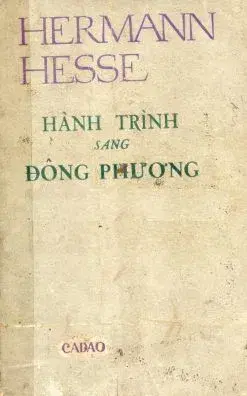 HERMANN
HESSE
HÀNH TRÌNH
SANG
ĐÔNG PHƯƠNG
CADAO